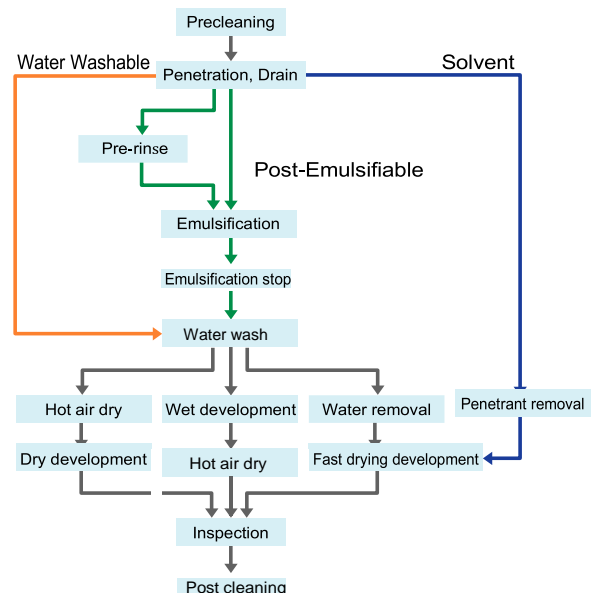 Precleaning
Water Washable
Penetration, Drain
Solvent
Pre-rinse
Post-Emulsifiable
Emulsification
Emulsification stop
Water wash
Hot air dry
Wet development
Water removal
Penetrant removal
Dry development
Hot air dry
Fast drying development
Inspection
Post cleaning